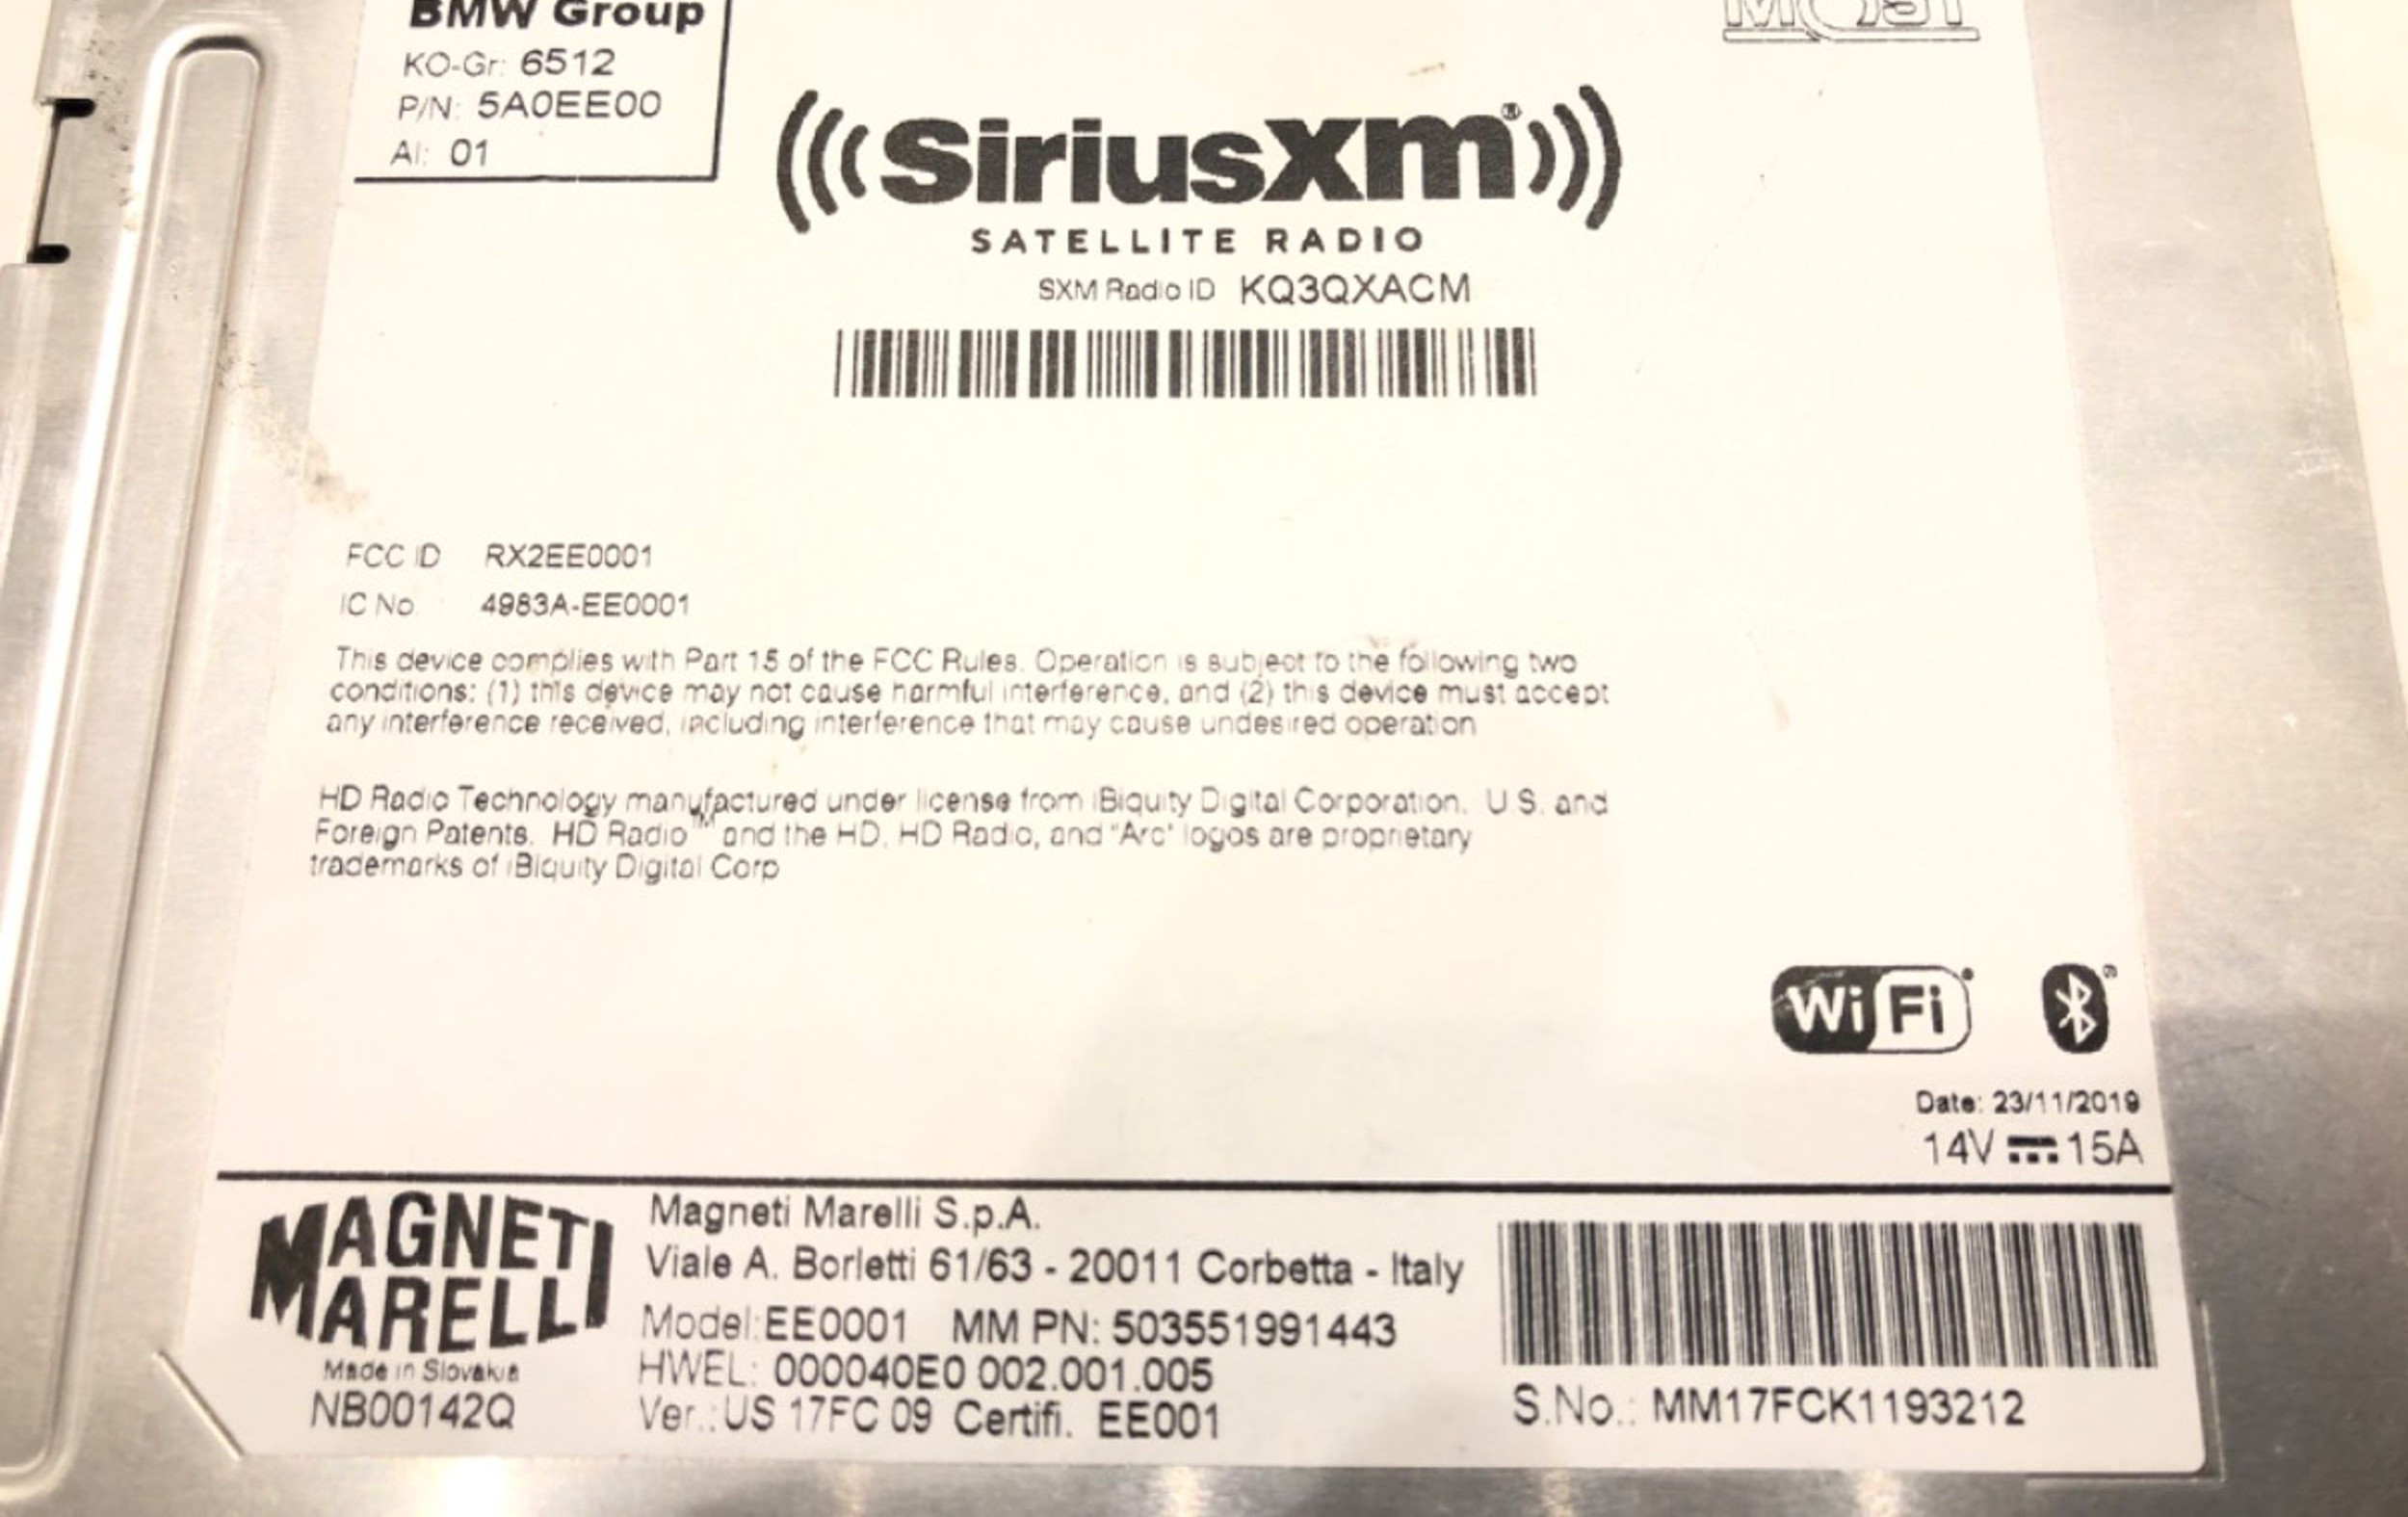 BMW Group
KO-Gr: 6512
P/N: 5A0EE00
AI: 01
MOST
SiriusXm®
SATELLITE RADIO
SXM Radio ID KQ3QXACM
FCC ID RX2EE0001
IC No : 4983A-EE0001
This device complies with Part 15 of the FCC Rules. Operation is subject to the following two
conditions: (1) this device may not cause harmful interference, and (2) this device must accept
any interference received, including interference that may cause undesired operation
HD Radio Technology manufactured under license from iBiquity Digital Corporation. U S. and
Foreign Patents. HD Radio™ and the HD, HD Radio, and "Arc" logos are proprietary
trademarks of iBiquity Digital Corp
Wi Fi
Date: 23/11/2019
14V 15A
MAGNETI
MARELLI
Made in Slovakia
NB00142Q
Magneti Marelli S.p.A.
Viale A. Borletti 61/63 - 20011 Corbetta - Italy
Model:EE0001 MM PN: 503551991443
HWEL: 000040E0 002.001.005
Ver.:US 17FC 09 Certifi. EE001
S.No.: MM17FCK1193212